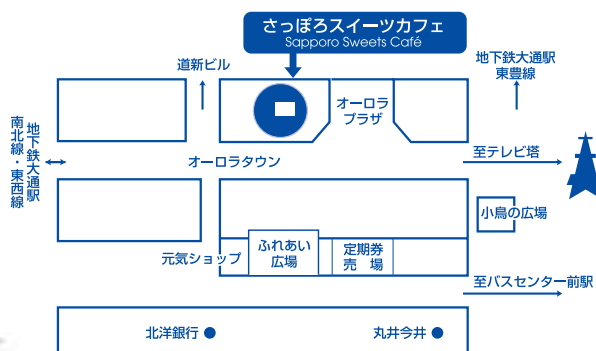 さっぽろスイーツカフェ
Sapporo Sweets Café
道新ビル
地下鉄大通駅
東豊線
オーロラ
プラザ
地下鉄大通駅
南北線・東西線
オーロラタウン
至テレビ塔
小鳥の広場
元気ショップ
ふれあい
広場
定期券
売　場
至バスセンター前駅
北洋銀行
丸井今井